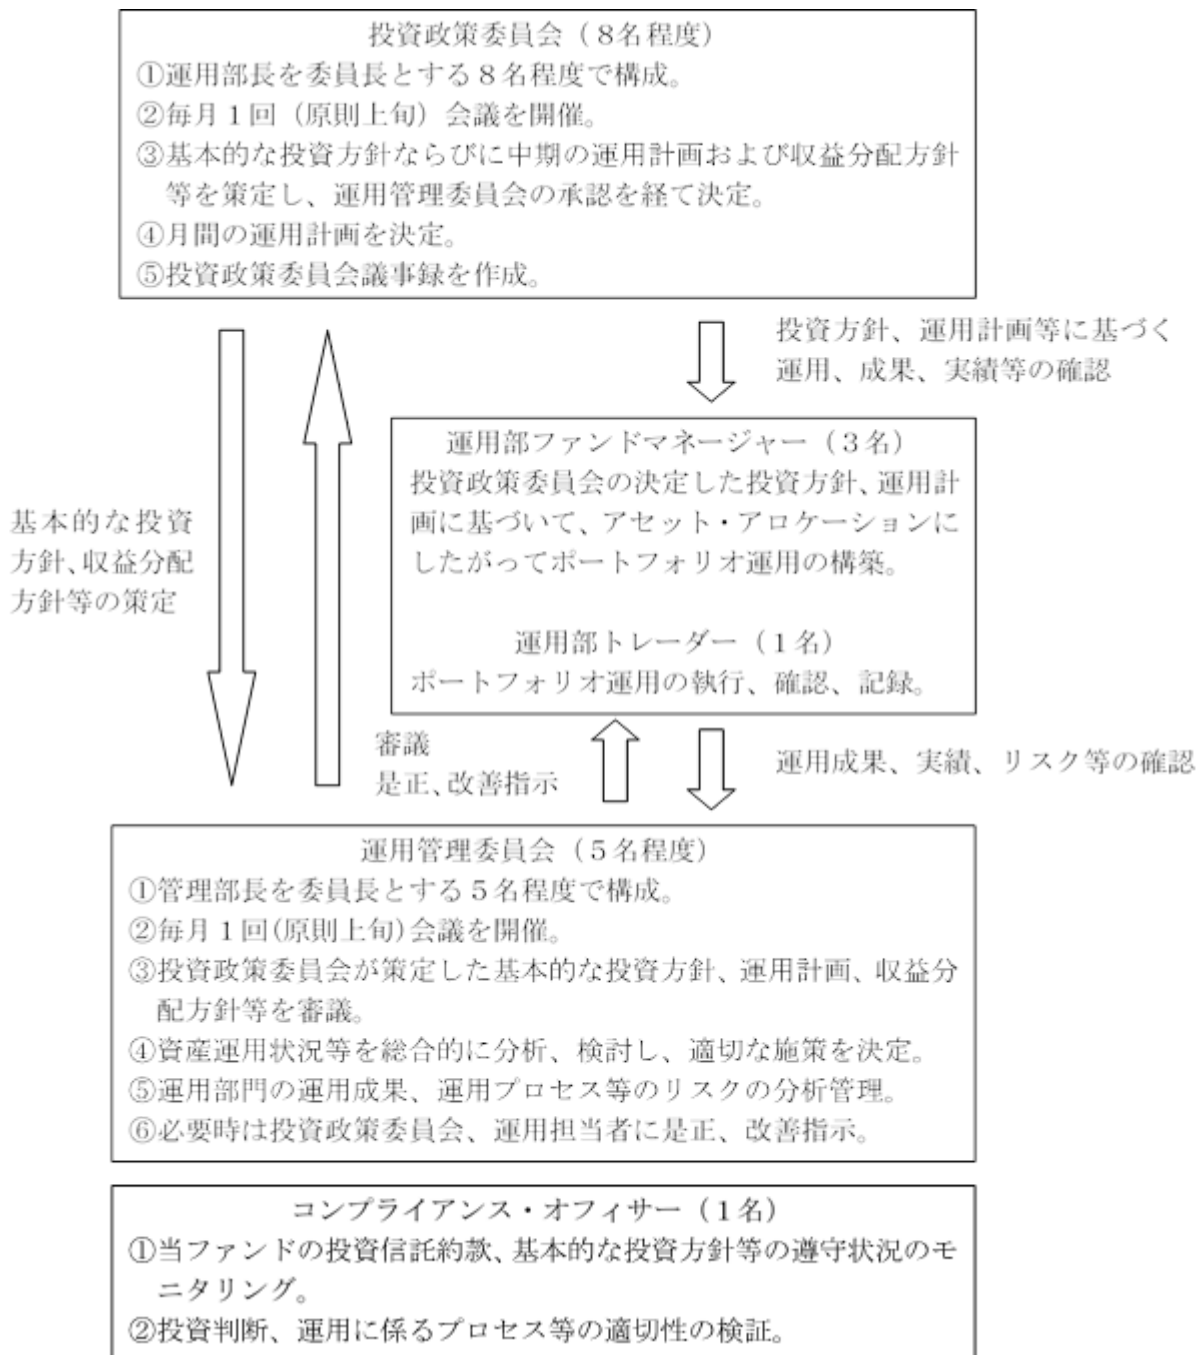 投資政策委員会（８名程度）
①運用部長を委員長とする８名程度で構成。
②毎月１回（原則上旬）会議を開催。
③基本的な投資方針ならびに中期の運用計画および収益分配方針
等を策定し、運用管理委員会の承認を経て決定。
④月間の運用計画を決定。
⑤投資政策委員会議事録を作成。
投資方針、運用計画等に基づく
運用、成果、実績等の確認
基本的な投資
方針、収益分配
方針等の策定
運用部ファンドマネージャー（３名）
投資政策委員会の決定した投資方針、運用計
画に基づいて、アセット・アロケーションに
したがってポートフォリオ運用の構築。
運用部トレーダー（１名）
ポートフォリオ運用の執行、確認、記録。
審議
是正、改善指示
運用成果、実績、リスク等の確認
運用管理委員会（５名程度）
①管理部長を委員長とする５名程度で構成。
②毎月１回(原則上旬)会議を開催。
③投資政策委員会が策定した基本的な投資方針、運用計画、収益分
配方針等を審議。
④資産運用状況等を総合的に分析、検討し、適切な施策を決定。
⑤運用部門の運用成果、運用プロセス等のリスクの分析管理。
⑥必要時は投資政策委員会、運用担当者に是正、改善指示。
コンプライアンス・オフィサー（１名）
①当ファンドの投資信託約款、基本的な投資方針等の遵守状況のモ
ニタリング。
②投資判断、運用に係るプロセス等の適切性の検証。